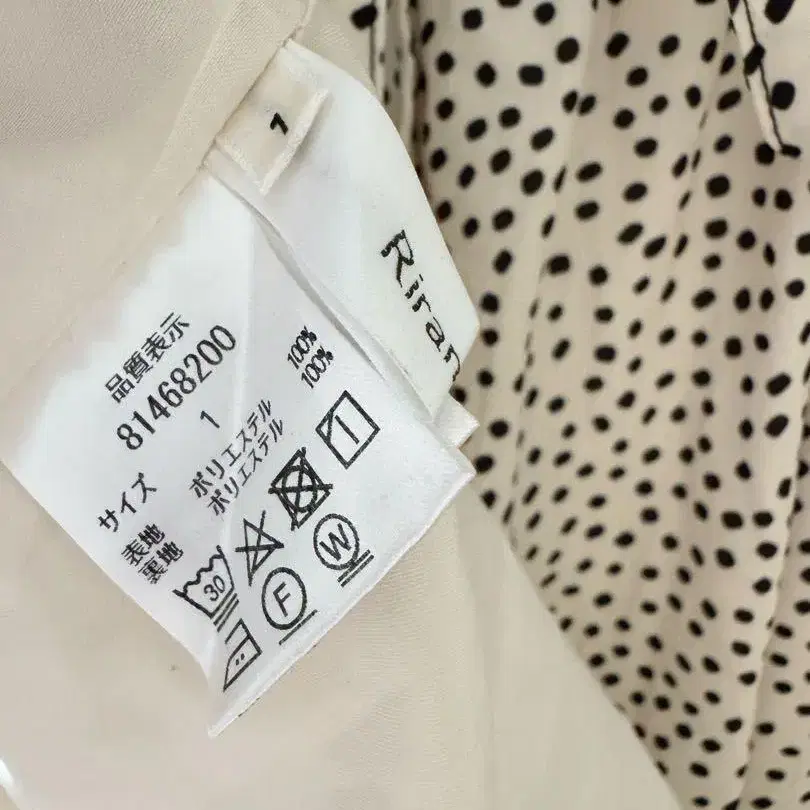 1
Riran
品質表示
81468200
サイズ 1
表地 ポリエステル 100%
裏地 ポリエステル 100%
30
F
W